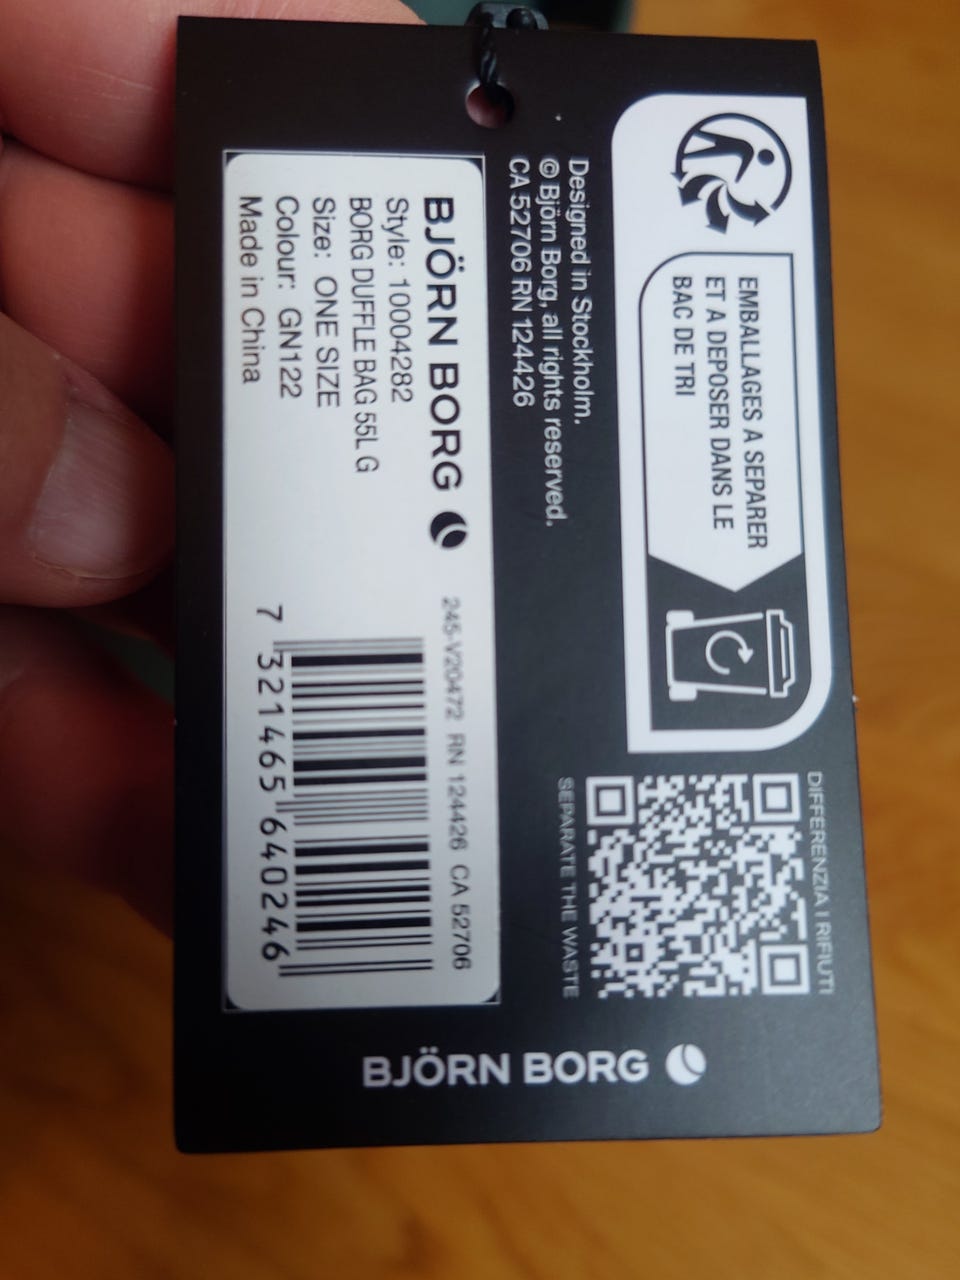 EMBALLAGES A SEPARER
ET A DEPOSER DANS LE
BAC DE TRI
Designed in Stockholm.
© Björn Borg, all rights reserved.
CA 52706 RN 124426
DIFFERENZIA I RIFIUTI
SEPARATE THE WASTE
BJÖRN BORG
Style: 10004282
BORG DUFFLE BAG 55L G
Size: ONE SIZE
Colour: GN122
Made in China
245-V20472 RN 124426 CA 52706
7 321465 640246
BJÖRN BORG